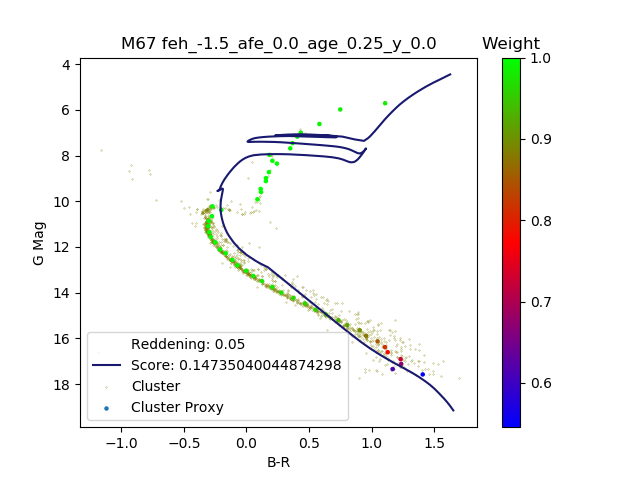 M67 feh_-1.5_afe_0.0_age_0.25_y_0.0
Weight
4
6
8
10
12
14
16
18
G Mag
−1.0
−0.5
0.0
0.5
1.0
1.5
B-R
Reddening: 0.05
Score: 0.14735040044874298
Cluster
Cluster Proxy
1.0
0.9
0.8
0.7
0.6